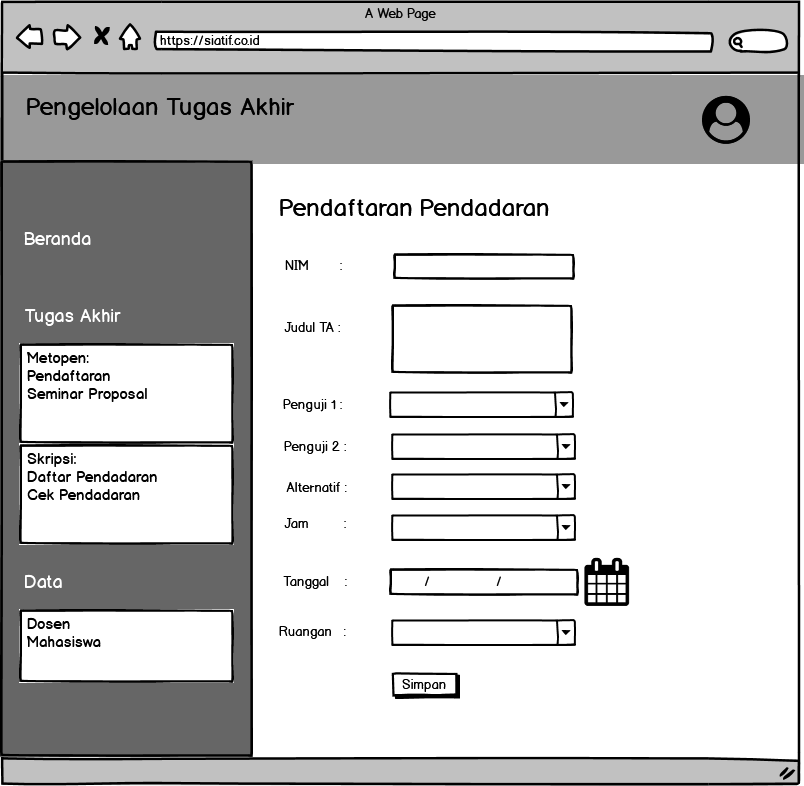 A Web Page
https://siatif.co.id
Pengelolaan Tugas Akhir
Beranda
Tugas Akhir
Metopen:
Pendaftaran
Seminar Proposal
Skripsi:
Daftar Pendadaran
Cek Pendadaran
Data
Dosen
Mahasiswa
Pendaftaran Pendadaran
NIM :
Judul TA :
Penguji 1 :
Penguji 2 :
Alternatif :
Jam :
Tanggal : / /
Ruangan :
Simpan